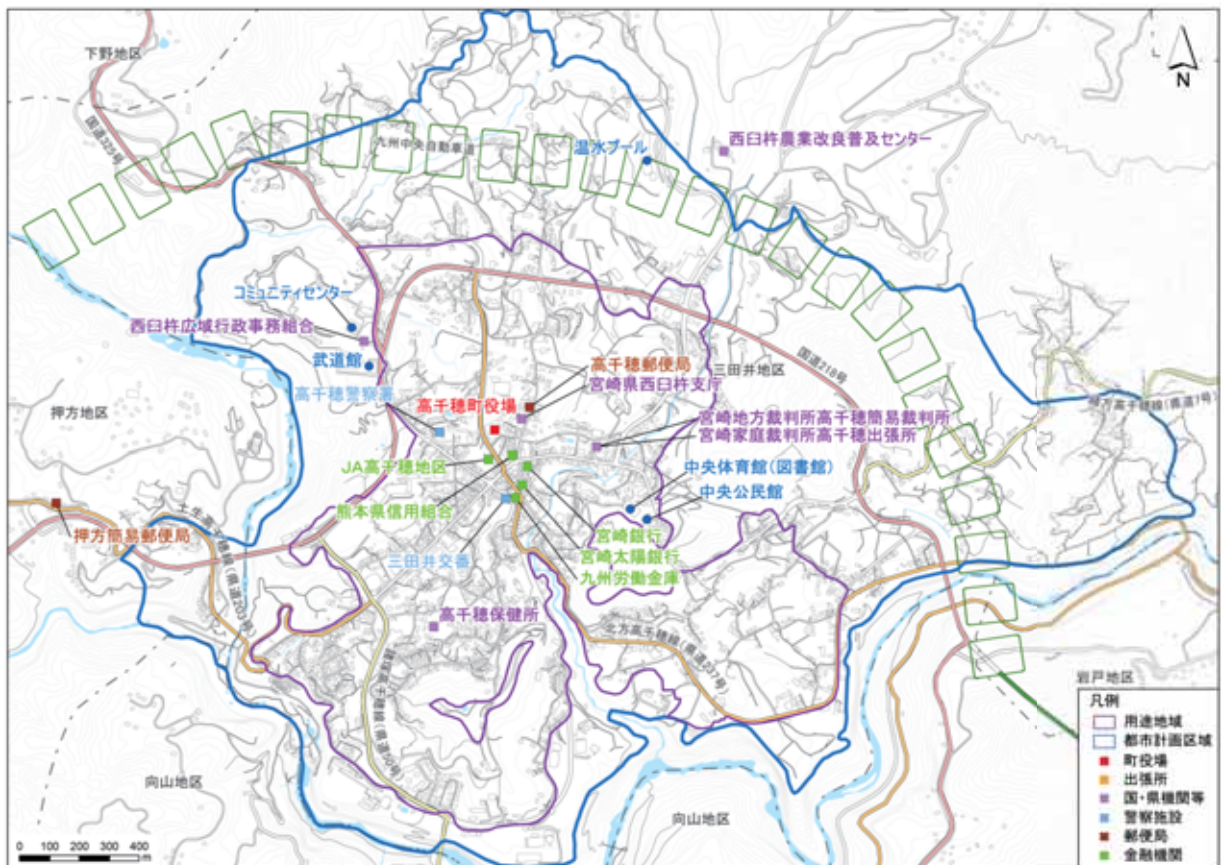 下野地区
国道325号
九州中央自動車道
温水プール
西臼杵農業改良普及センター
N
コミュニティセンター
西臼杵広域行政事務組合
武道館
高千穂警察署
高千穂町役場
高千穂郵便局
宮崎県西臼杵支庁
三田井地区
国道218号
緒方高千穂線(県道7号)
押方地区
宮崎地方裁判所高千穂簡易裁判所
宮崎家庭裁判所高千穂出張所
JA高千穂地区
中央体育館(図書館)
中央公民館
熊本県信用組合
押方簡易郵便局
宮崎銀行
宮崎太陽銀行
九州労働金庫
三田井交番
高千穂保健所
岩戸地区
向山地区
向山地区
0 100 200 300 400
m
凡例
用途地域
都市計画区域
町役場
出張所
国・県機関等
警察施設
郵便局
金融機関